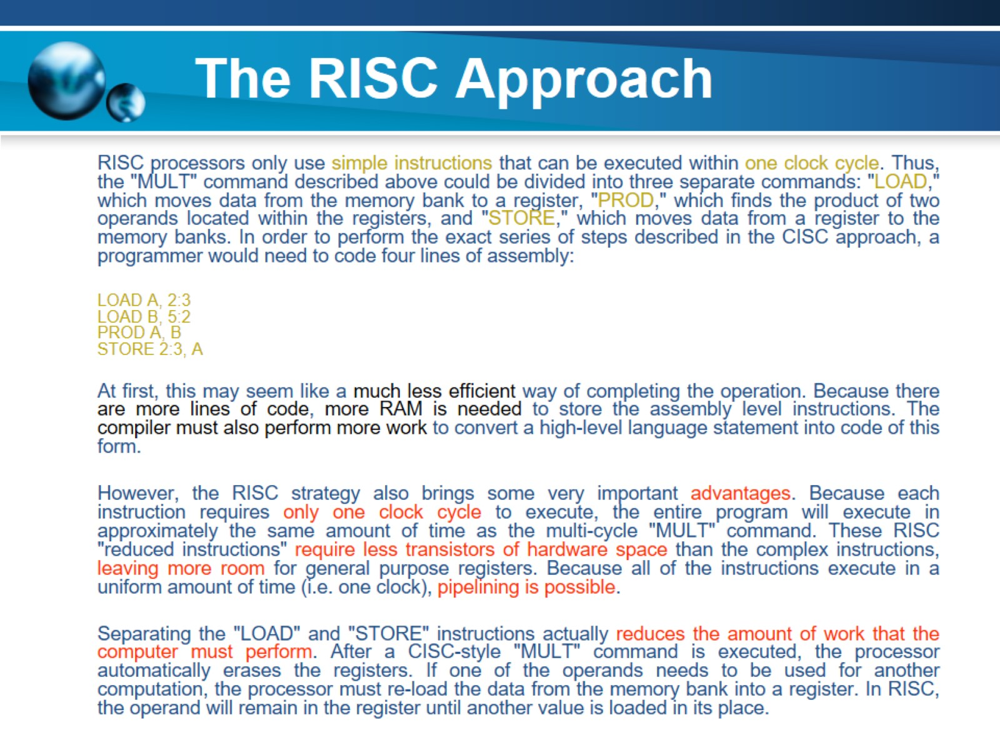 The RISC Approach
RISC processors only use simple instructions that can be executed within one clock cycle. Thus,
the "MULT" command described above could be divided into three separate commands: "LOAD,"
which moves data from the memory bank to a register, "PROD," which finds the product of two
operands located within the registers, and "STORE," which moves data from a register to the
memory banks. In order to perform the exact series of steps described in the CISC approach, a
programmer would need to code four lines of assembly:
LOAD A, 2:3
LOAD B, 5:2
PROD A, B
STORE 2:3, A
At first, this may seem like a much less efficient way of completing the operation. Because there
are more lines of code, more RAM is needed to store the assembly level instructions. The
compiler must also perform more work to convert a high-level language statement into code of this
form.
However, the RISC strategy also brings some very important advantages. Because each
instruction requires only one clock cycle to execute, the entire program will execute in
approximately the same amount of time as the multi-cycle "MULT" command. These RISC
"reduced instructions" require less transistors of hardware space than the complex instructions,
leaving more room for general purpose registers. Because all of the instructions execute in a
uniform amount of time (i.e. one clock), pipelining is possible.
Separating the "LOAD" and "STORE" instructions actually reduces the amount of work that the
computer must perform. After a CISC-style "MULT" command is executed, the processor
automatically erases the registers. If one of the operands needs to be used for another
computation, the processor must re-load the data from the memory bank into a register. In RISC,
the operand will remain in the register until another value is loaded in its place.